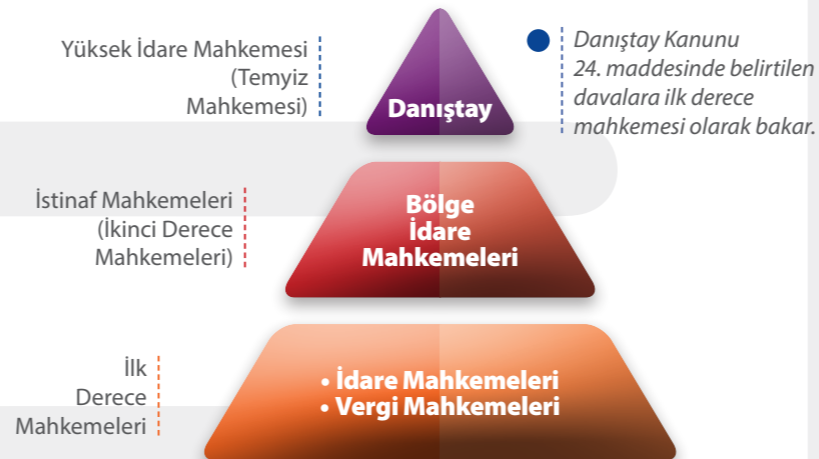 Yüksek İdare Mahkemesi
(Temyiz
Mahkemesi)
Danıştay
Danıştay Kanunu
24. maddesinde belirtilen
davalara ilk derece
mahkemesi olarak bakar.
İstinaf Mahkemeleri
(İkinci Derece
Mahkemeleri)
Bölge
İdare
Mahkemeleri
İlk
Derece
Mahkemeleri
• İdare Mahkemeleri
• Vergi Mahkemeleri